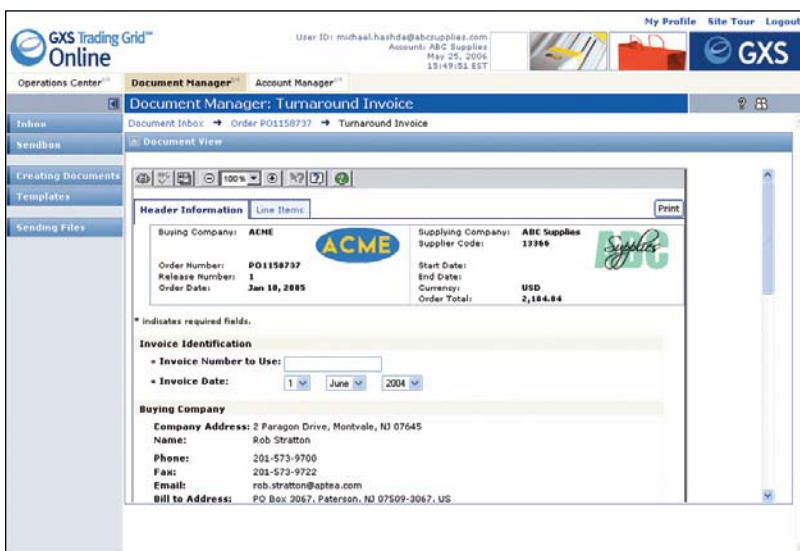 My Profile Site Tour Logout
GXS Trading Grid™
Online
User ID: michael.hashda@abcsupplies.com
Account: ABC Supplies
May 25, 2006
15:49:51 EST
GXS
Operations Center Document Manager Account Manager
Document Manager: Turnaround Invoice
Inbox
Document Inbox → Order PO1158737 → Turnaround Invoice
Sendbox
Document View
Creating Documents
Templates
Sending Files
100%
Header Information Line Items Print
Buying Company: ACME
ACME
Supplying Company: ABC Supplies
Supplier Code: 13366
ABC
Supplies
Order Number: PO1158737
Release Number: 1
Order Date: Jan 10, 2005
Start Date:
End Date:
Currency: USD
Order Total: 2,184.84
* indicates required fields.
Invoice Identification
* Invoice Number to Use:
* Invoice Date: 1 June 2004
Buying Company
Company Address: 2 Paragon Drive, Montvale, NJ 07645
Name: Rob Stratton
Phone: 201-573-9700
Fax: 201-573-9722
Email: rob.stratton@aptea.com
Bill to Address: PO Box 3067, Paterson, NJ 07509-3067, US